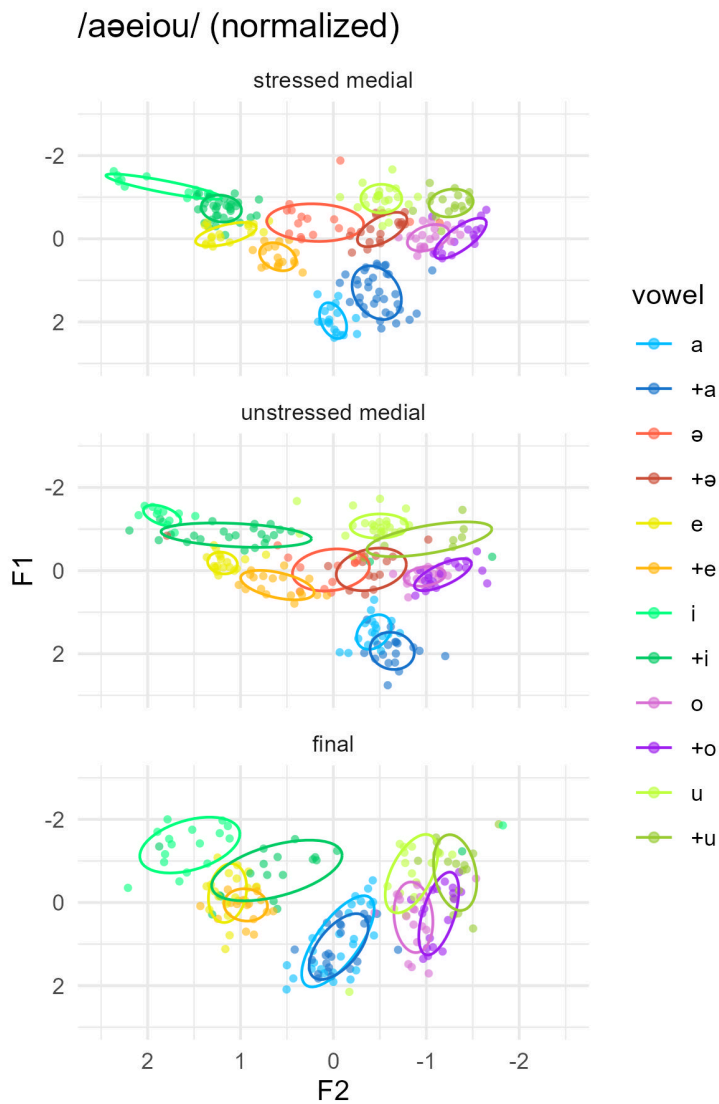 /aəeiou/ (normalized)
stressed medial
-2
0
2
unstressed medial
-2
0
2
final
-2
0
2
2 1 0 -1 -2
F1
F2
vowel
a
+a
ə
+ə
e
+e
i
+i
o
+o
u
+u